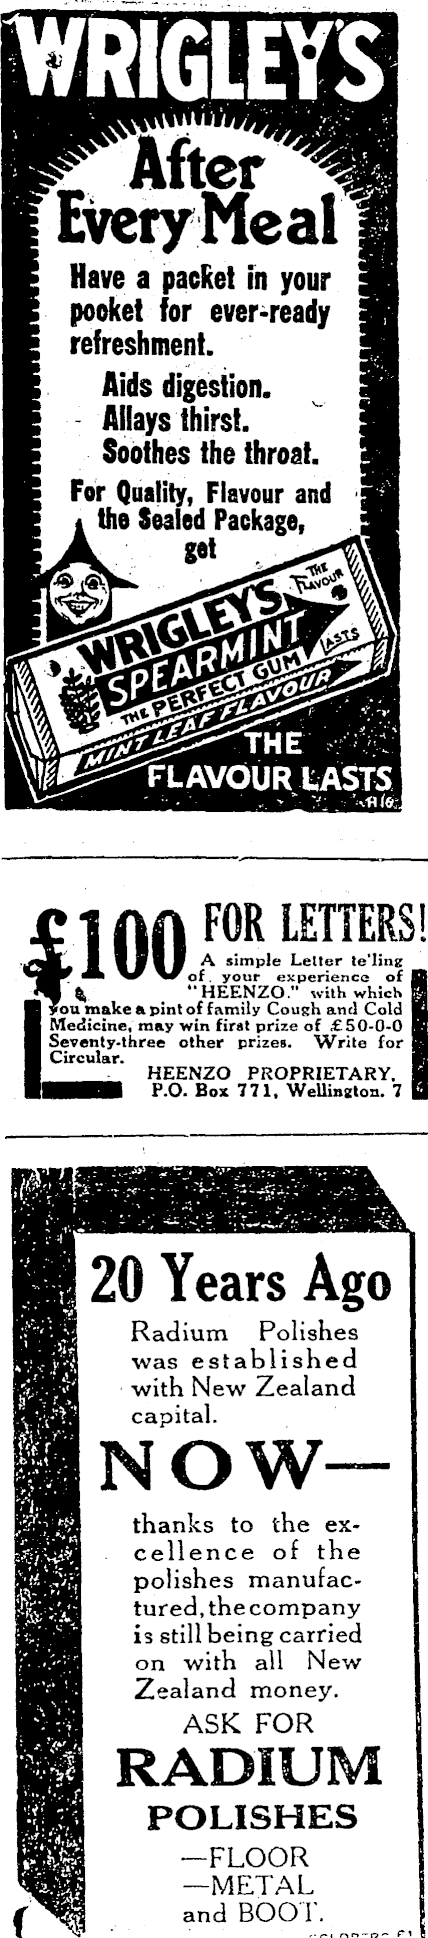 WRIGLEY'S
After
Every Meal
Have a packet in your
pocket for ever-ready
refreshment.
Aids digestion.
Allays thirst.
Soothes the throat.
For Quality, Flavour and
the Sealed Package,
get
WRIGLEY'S
SPEARMINT
THE PERFECT GUM
MINT LEAF FLAVOUR
THE
FLAVOUR
LASTS
THE
FLAVOUR LASTS
H16
£100 FOR LETTERS!
A simple Letter te'ling
of your experience of
"HEENZO." with which
you make a pint of family Cough and Cold
Medicine, may win first prize of £50-0-0
Seventy-three other prizes. Write for
Circular.
HEENZO PROPRIETARY,
P.O. Box 771, Wellington. 7
20 Years Ago
Radium Polishes
was established
with New Zealand
capital.
NOW—
thanks to the ex-
cellence of the
polishes manufac-
tured, the company
is still being carried
on with all New
Zealand money.
ASK FOR
RADIUM
POLISHES
—FLOOR
—METAL
and BOOT.